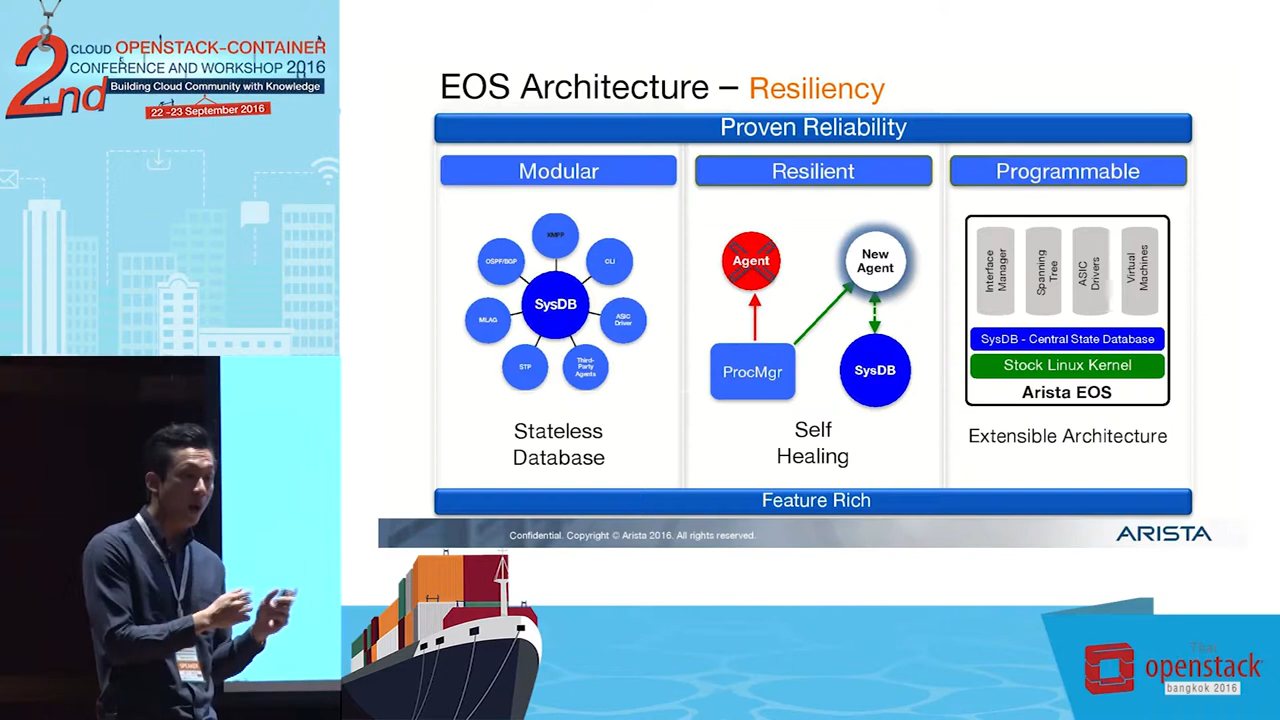 2nd
CLOUD OPENSTACK-CONTAINER
CONFERENCE AND WORKSHOP 2016
Building Cloud Community with Knowledge
22 -23 September 2016
EOS Architecture – Resiliency
Proven Reliability
Modular
XMPP
OSPF/BGP
CLI
SysDB
MLAG
ASIC
Driver
STP
Third-
Party
Agents
Stateless
Database
Resilient
Agent
New
Agent
ProcMgr
SysDB
Self
Healing
Programmable
Interface
Manager
Spanning
Tree
ASIC
Drivers
Virtual
Machines
SysDB - Central State Database
Stock Linux Kernel
Arista EOS
Extensible Architecture
Feature Rich
Confidential. Copyright © Arista 2016. All rights reserved.
ARISTA
SPEAKER
Thai
openstack
bangkok 2016